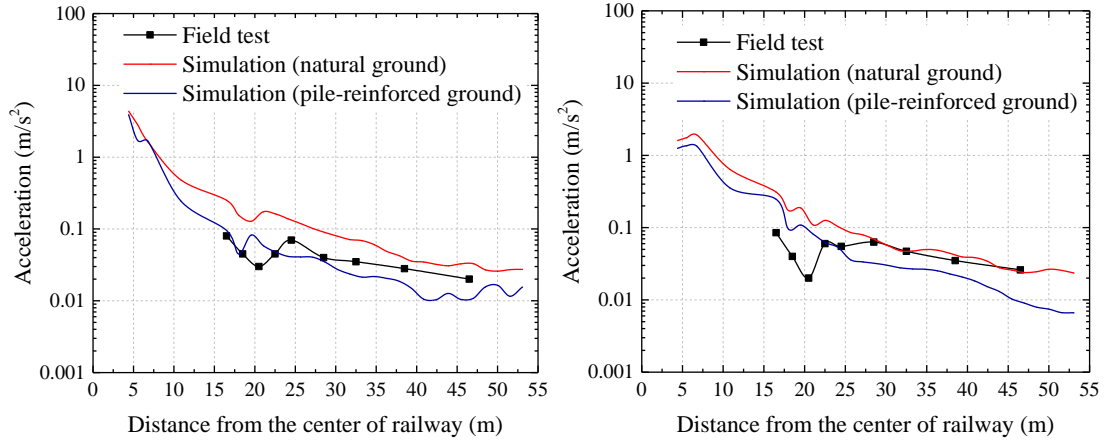 100
10
1
0.1
0.01
0.001
Acceleration (m/s²)
Field test
Simulation (natural ground)
Simulation (pile-reinforced ground)
0 5 10 15 20 25 30 35 40 45 50 55
Distance from the center of railway (m)
100
10
1
0.1
0.01
0.001
Acceleration (m/s²)
Field test
Simulation (natural ground)
Simulation (pile-reinforced ground)
0 5 10 15 20 25 30 35 40 45 50 55
Distance from the center of railway (m)